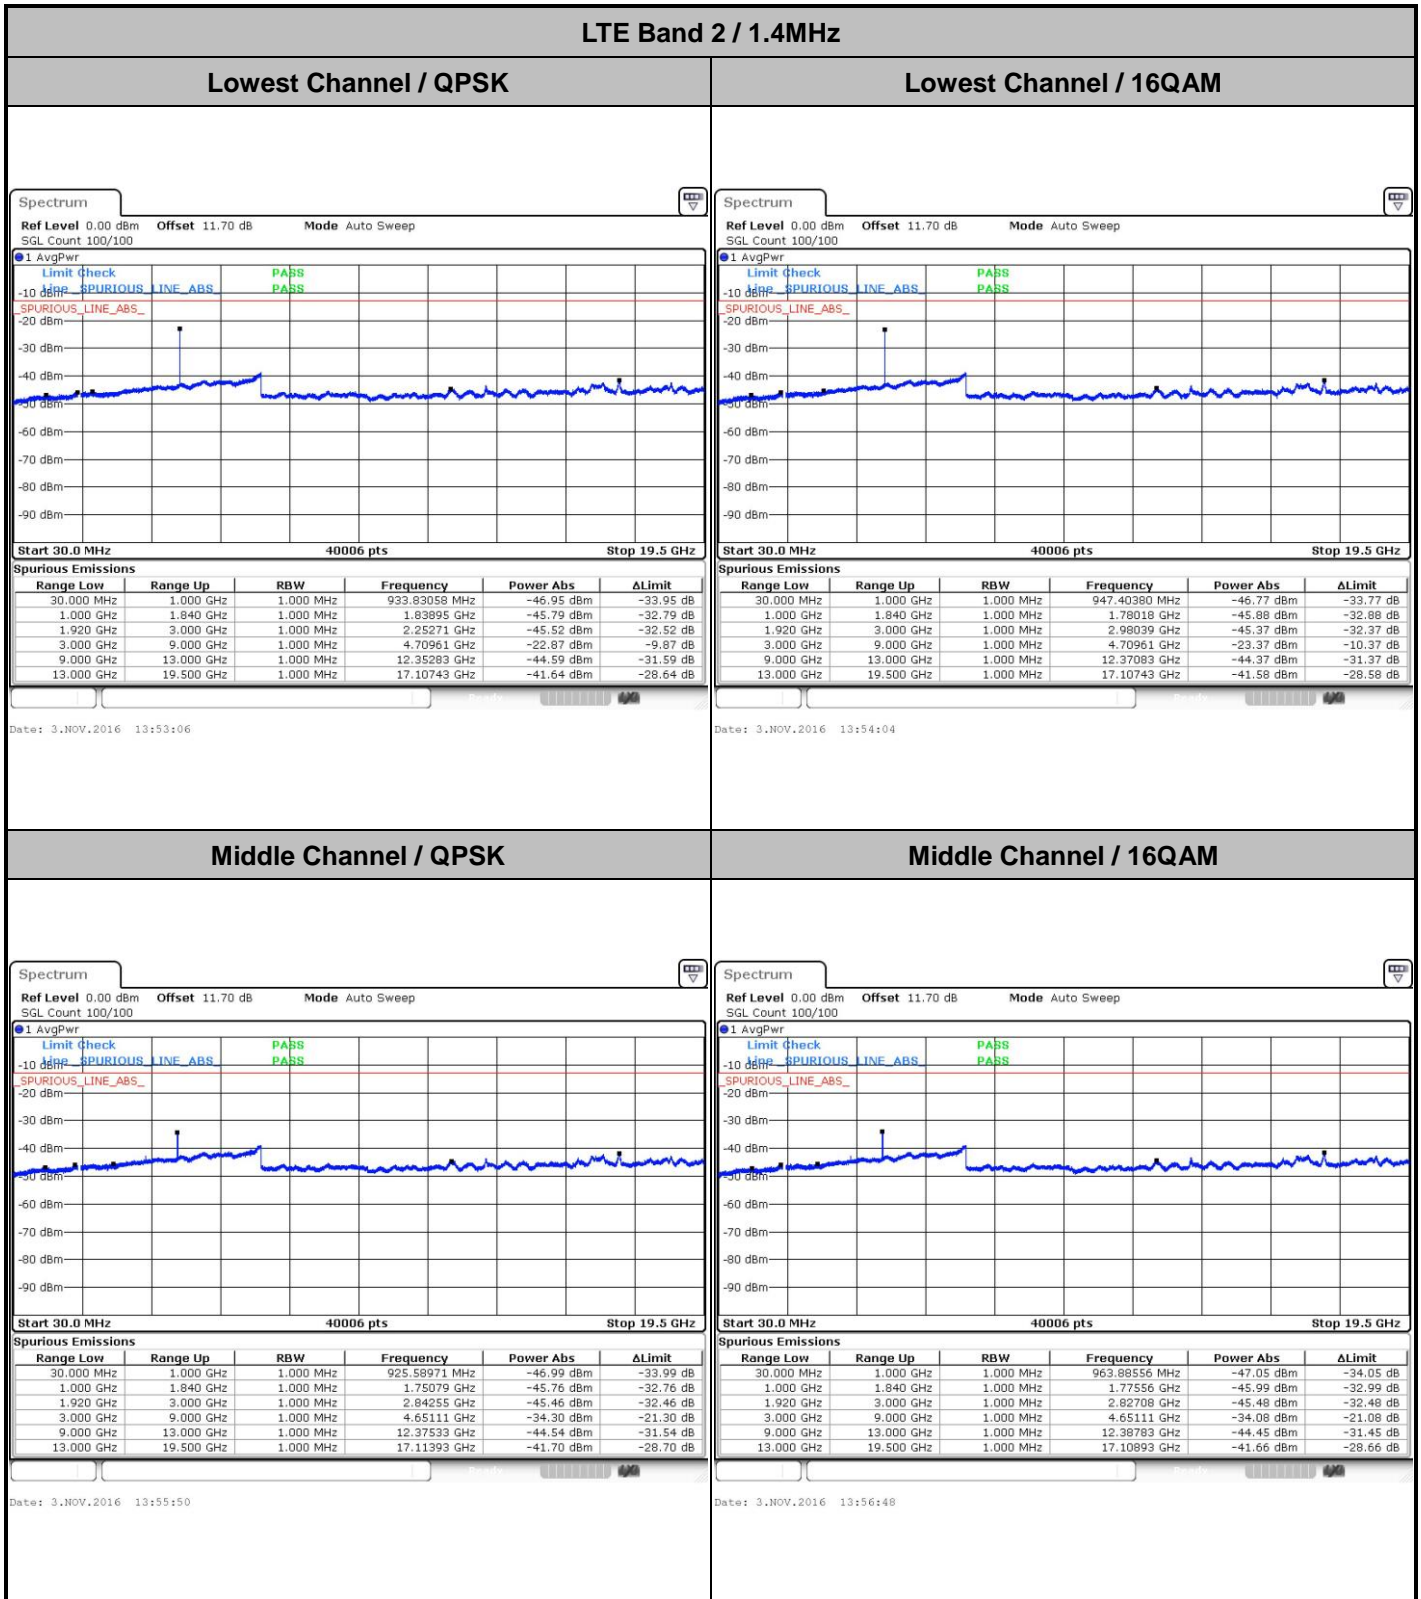 LTE Band 2 / 1.4MHz
Lowest Channel / QPSK
Lowest Channel / 16QAM
Spectrum
Ref Level 0.00 dBm Offset 11.70 dB Mode Auto Sweep
SGL Count 100/100
1 AvgPwr
Limit Check PASS
Line _SPURIOUS_LINE_ABS_ PASS
-10 dBm
_SPURIOUS_LINE_ABS_
-20 dBm
-30 dBm
-40 dBm
-50 dBm
-60 dBm
-70 dBm
-80 dBm
-90 dBm
Start 30.0 MHz 40006 pts Stop 19.5 GHz
Spurious Emissions
Range Low Range Up RBW Frequency Power Abs ΔLimit
30.000 MHz 1.000 GHz 1.000 MHz 933.83058 MHz -46.95 dBm -33.95 dB
1.000 GHz 1.840 GHz 1.000 MHz 1.83895 GHz -45.79 dBm -32.79 dB
1.920 GHz 3.000 GHz 1.000 MHz 2.25271 GHz -45.52 dBm -32.52 dB
3.000 GHz 9.000 GHz 1.000 MHz 4.70961 GHz -22.87 dBm -9.87 dB
9.000 GHz 13.000 GHz 1.000 MHz 12.35283 GHz -44.59 dBm -31.59 dB
13.000 GHz 19.500 GHz 1.000 MHz 17.10743 GHz -41.64 dBm -28.64 dB
Date: 3.NOV.2016 13:53:06
Spectrum
Ref Level 0.00 dBm Offset 11.70 dB Mode Auto Sweep
SGL Count 100/100
1 AvgPwr
Limit Check PASS
Line _SPURIOUS_LINE_ABS_ PASS
-10 dBm
_SPURIOUS_LINE_ABS_
-20 dBm
-30 dBm
-40 dBm
-50 dBm
-60 dBm
-70 dBm
-80 dBm
-90 dBm
Start 30.0 MHz 40006 pts Stop 19.5 GHz
Spurious Emissions
Range Low Range Up RBW Frequency Power Abs ΔLimit
30.000 MHz 1.000 GHz 1.000 MHz 947.40380 MHz -46.77 dBm -33.77 dB
1.000 GHz 1.840 GHz 1.000 MHz 1.78018 GHz -45.88 dBm -32.88 dB
1.920 GHz 3.000 GHz 1.000 MHz 2.98039 GHz -45.37 dBm -32.37 dB
3.000 GHz 9.000 GHz 1.000 MHz 4.70961 GHz -23.37 dBm -10.37 dB
9.000 GHz 13.000 GHz 1.000 MHz 12.37083 GHz -44.37 dBm -31.37 dB
13.000 GHz 19.500 GHz 1.000 MHz 17.10743 GHz -41.58 dBm -28.58 dB
Date: 3.NOV.2016 13:54:04
Middle Channel / QPSK
Middle Channel / 16QAM
Spectrum
Ref Level 0.00 dBm Offset 11.70 dB Mode Auto Sweep
SGL Count 100/100
1 AvgPwr
Limit Check PASS
Line _SPURIOUS_LINE_ABS_ PASS
-10 dBm
_SPURIOUS_LINE_ABS_
-20 dBm
-30 dBm
-40 dBm
-50 dBm
-60 dBm
-70 dBm
-80 dBm
-90 dBm
Start 30.0 MHz 40006 pts Stop 19.5 GHz
Spurious Emissions
Range Low Range Up RBW Frequency Power Abs ΔLimit
30.000 MHz 1.000 GHz 1.000 MHz 925.58971 MHz -46.99 dBm -33.99 dB
1.000 GHz 1.840 GHz 1.000 MHz 1.75079 GHz -45.76 dBm -32.76 dB
1.920 GHz 3.000 GHz 1.000 MHz 2.84255 GHz -45.46 dBm -32.46 dB
3.000 GHz 9.000 GHz 1.000 MHz 4.65111 GHz -34.30 dBm -21.30 dB
9.000 GHz 13.000 GHz 1.000 MHz 12.37533 GHz -44.54 dBm -31.54 dB
13.000 GHz 19.500 GHz 1.000 MHz 17.11393 GHz -41.70 dBm -28.70 dB
Date: 3.NOV.2016 13:55:50
Spectrum
Ref Level 0.00 dBm Offset 11.70 dB Mode Auto Sweep
SGL Count 100/100
1 AvgPwr
Limit Check PASS
Line _SPURIOUS_LINE_ABS_ PASS
-10 dBm
_SPURIOUS_LINE_ABS_
-20 dBm
-30 dBm
-40 dBm
-50 dBm
-60 dBm
-70 dBm
-80 dBm
-90 dBm
Start 30.0 MHz 40006 pts Stop 19.5 GHz
Spurious Emissions
Range Low Range Up RBW Frequency Power Abs ΔLimit
30.000 MHz 1.000 GHz 1.000 MHz 963.88556 MHz -47.05 dBm -34.05 dB
1.000 GHz 1.840 GHz 1.000 MHz 1.77556 GHz -45.99 dBm -32.99 dB
1.920 GHz 3.000 GHz 1.000 MHz 2.82708 GHz -45.48 dBm -32.48 dB
3.000 GHz 9.000 GHz 1.000 MHz 4.65111 GHz -34.08 dBm -21.08 dB
9.000 GHz 13.000 GHz 1.000 MHz 12.38783 GHz -44.45 dBm -31.45 dB
13.000 GHz 19.500 GHz 1.000 MHz 17.10893 GHz -41.66 dBm -28.66 dB
Date: 3.NOV.2016 13:56:48